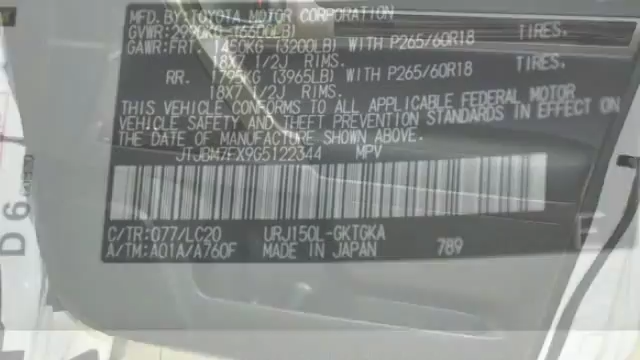 MFD. BY: TOYOTA MOTOR CORPORATION
GVWR: 2990KG (6600LB)
GAWR: FRT. 1450KG (3200LB) WITH P265/60R18 TIRES.
18X7 1/2J RIMS.
RR. 1795KG (3965LB) WITH P265/60R18 TIRES.
18X7 1/2J RIMS.
THIS VEHICLE CONFORMS TO ALL APPLICABLE FEDERAL MOTOR
VEHICLE SAFETY AND THEFT PREVENTION STANDARDS IN EFFECT ON
THE DATE OF MANUFACTURE SHOWN ABOVE.
JTJBM7FX9G5122344 MPV
C/TR: 077/LC20 URJ150L-GKTGKA
A/TM: A01A/A760F MADE IN JAPAN 789
D6